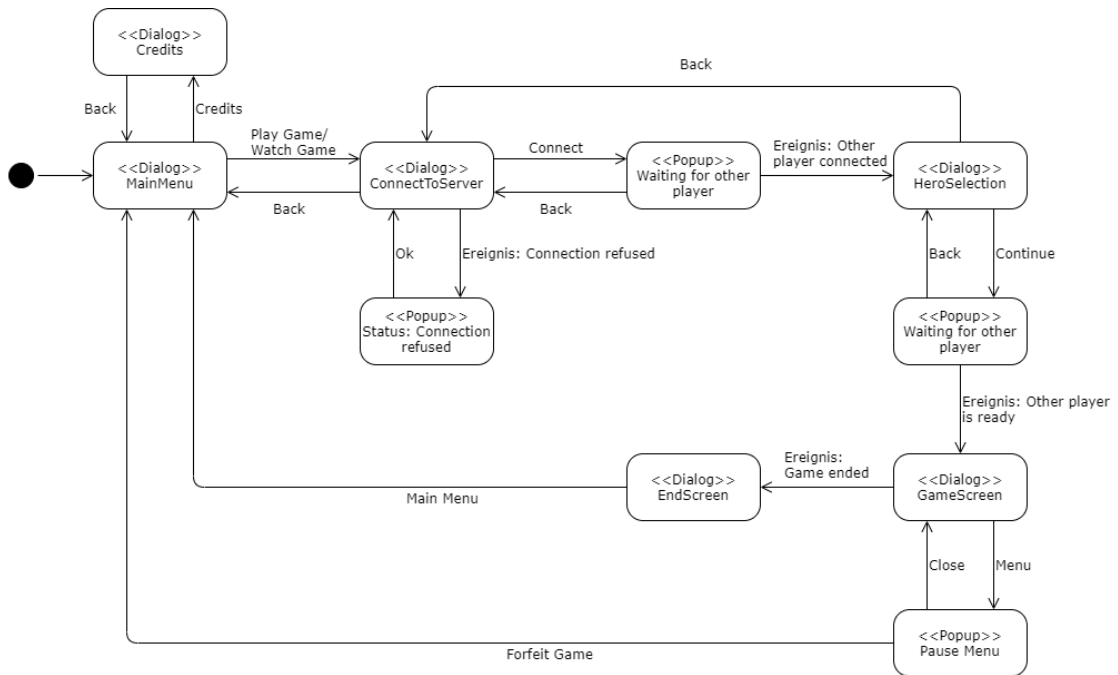 <<Dialog>>
Credits
Back
Back
Credits
Play Game/
Watch Game
<<Dialog>>
MainMenu
<<Dialog>>
ConnectToServer
Connect
<<Popup>>
Waiting for other
player
Ereignis: Other
player connected
<<Dialog>>
HeroSelection
Back
Back
Ok
Ereignis: Connection refused
Back
Continue
<<Popup>>
Status: Connection
refused
<<Popup>>
Waiting for other
player
Ereignis: Other player
is ready
Ereignis:
Game ended
<<Dialog>>
EndScreen
<<Dialog>>
GameScreen
Main Menu
Close
Menu
<<Popup>>
Pause Menu
Forfeit Game